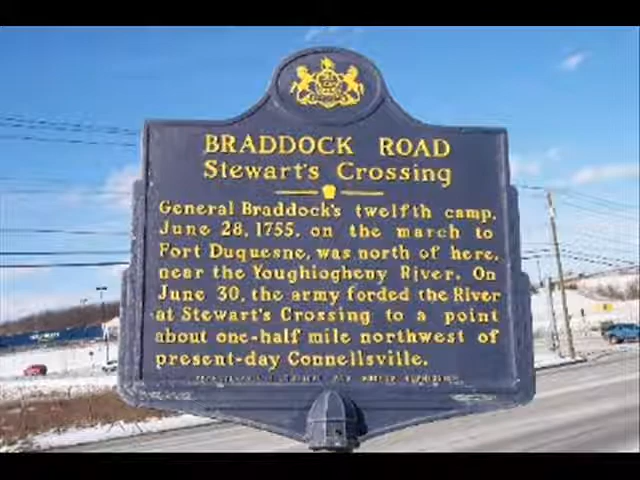 BRADDOCK ROAD
Stewart's Crossing
General Braddock's twelfth camp,
June 28, 1755, on the march to
Fort Duquesne, was north of here,
near the Youghiogheny River. On
June 30, the army forded the River
at Stewart's Crossing to a point
about one-half mile northwest of
present-day Connellsville.